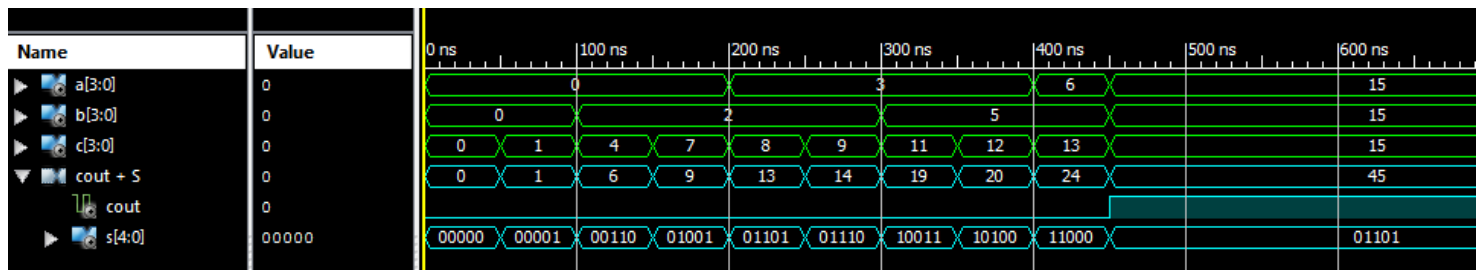 Name Value 0 ns 100 ns 200 ns 300 ns 400 ns 500 ns 600 ns
a[3:0] 0 0 3 6 15
b[3:0] 0 0 2 5 15
c[3:0] 0 0 1 4 7 8 9 11 12 13 15
cout + S 0 0 1 6 9 13 14 19 20 24 45
cout 0
s[4:0] 00000 00000 00001 00110 01001 01101 01110 10011 10100 11000 01101